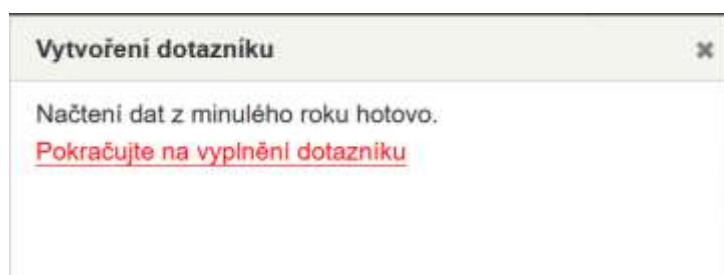 Vytvoření dotazníku
Načtení dat z minulého roku hotovo.
Pokračujte na vyplnění dotazníku